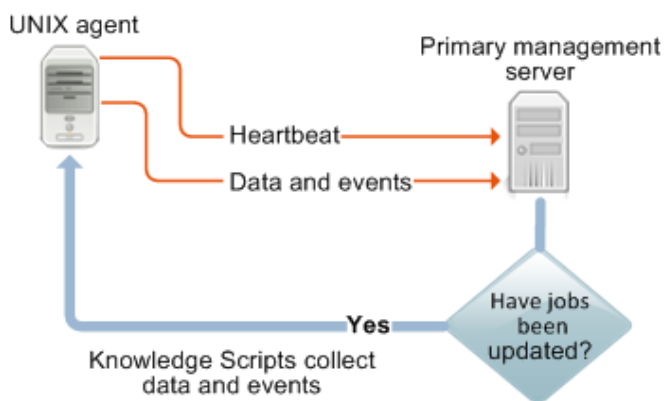 UNIX agent
Primary management
server
Heartbeat
Data and events
Have jobs
been
updated?
Yes
Knowledge Scripts collect
data and events